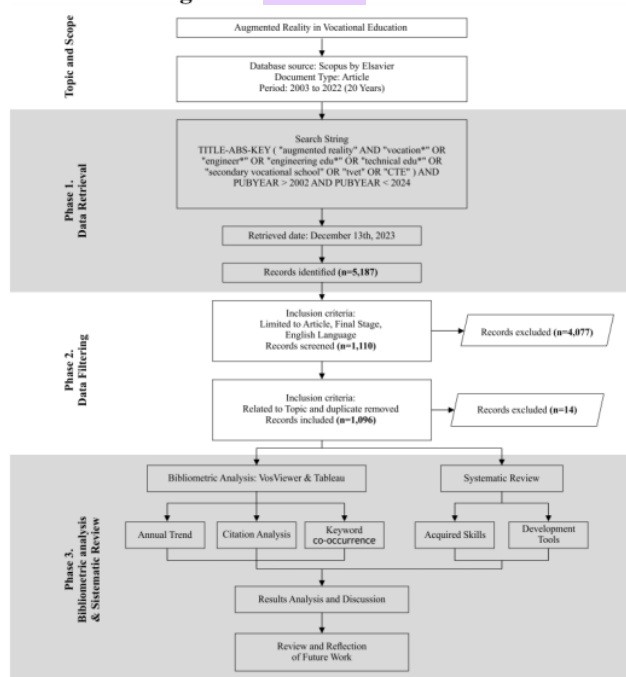 Topic and Scope
Augmented Reality in Vocational Education
Database source: Scopus by Elsavier
Document Type: Article
Period: 2003 to 2022 (20 Years)
Phase 1.
Data Retrieval
Search String
TITLE-ABS-KEY ( "augmented reality" AND "vocation*" OR
"engineer*" OR "engineering edu*" OR "technical edu*" OR
"secondary vocational school" OR "tvet" OR "CTE" ) AND
PUBYEAR > 2002 AND PUBYEAR < 2024
Retrieved date: December 13th, 2023
Records identified (n=5,187)
Phase 2.
Data Filtering
Inclusion criteria:
Limited to Article, Final Stage,
English Language
Records screened (n=1,110)
Records excluded (n=4,077)
Inclusion criteria:
Related to Topic and duplicate removed
Records included (n=1,096)
Records excluded (n=14)
Phase 3.
Bibliometric analysis
& Sistematic Review
Bibliometric Analysis: VosViewer & Tableau
Systematic Review
Annual Trend
Citation Analysis
Keyword
co-occurrence
Acquired Skills
Development
Tools
Results Analysis and Discussion
Review and Reflection
of Future Work